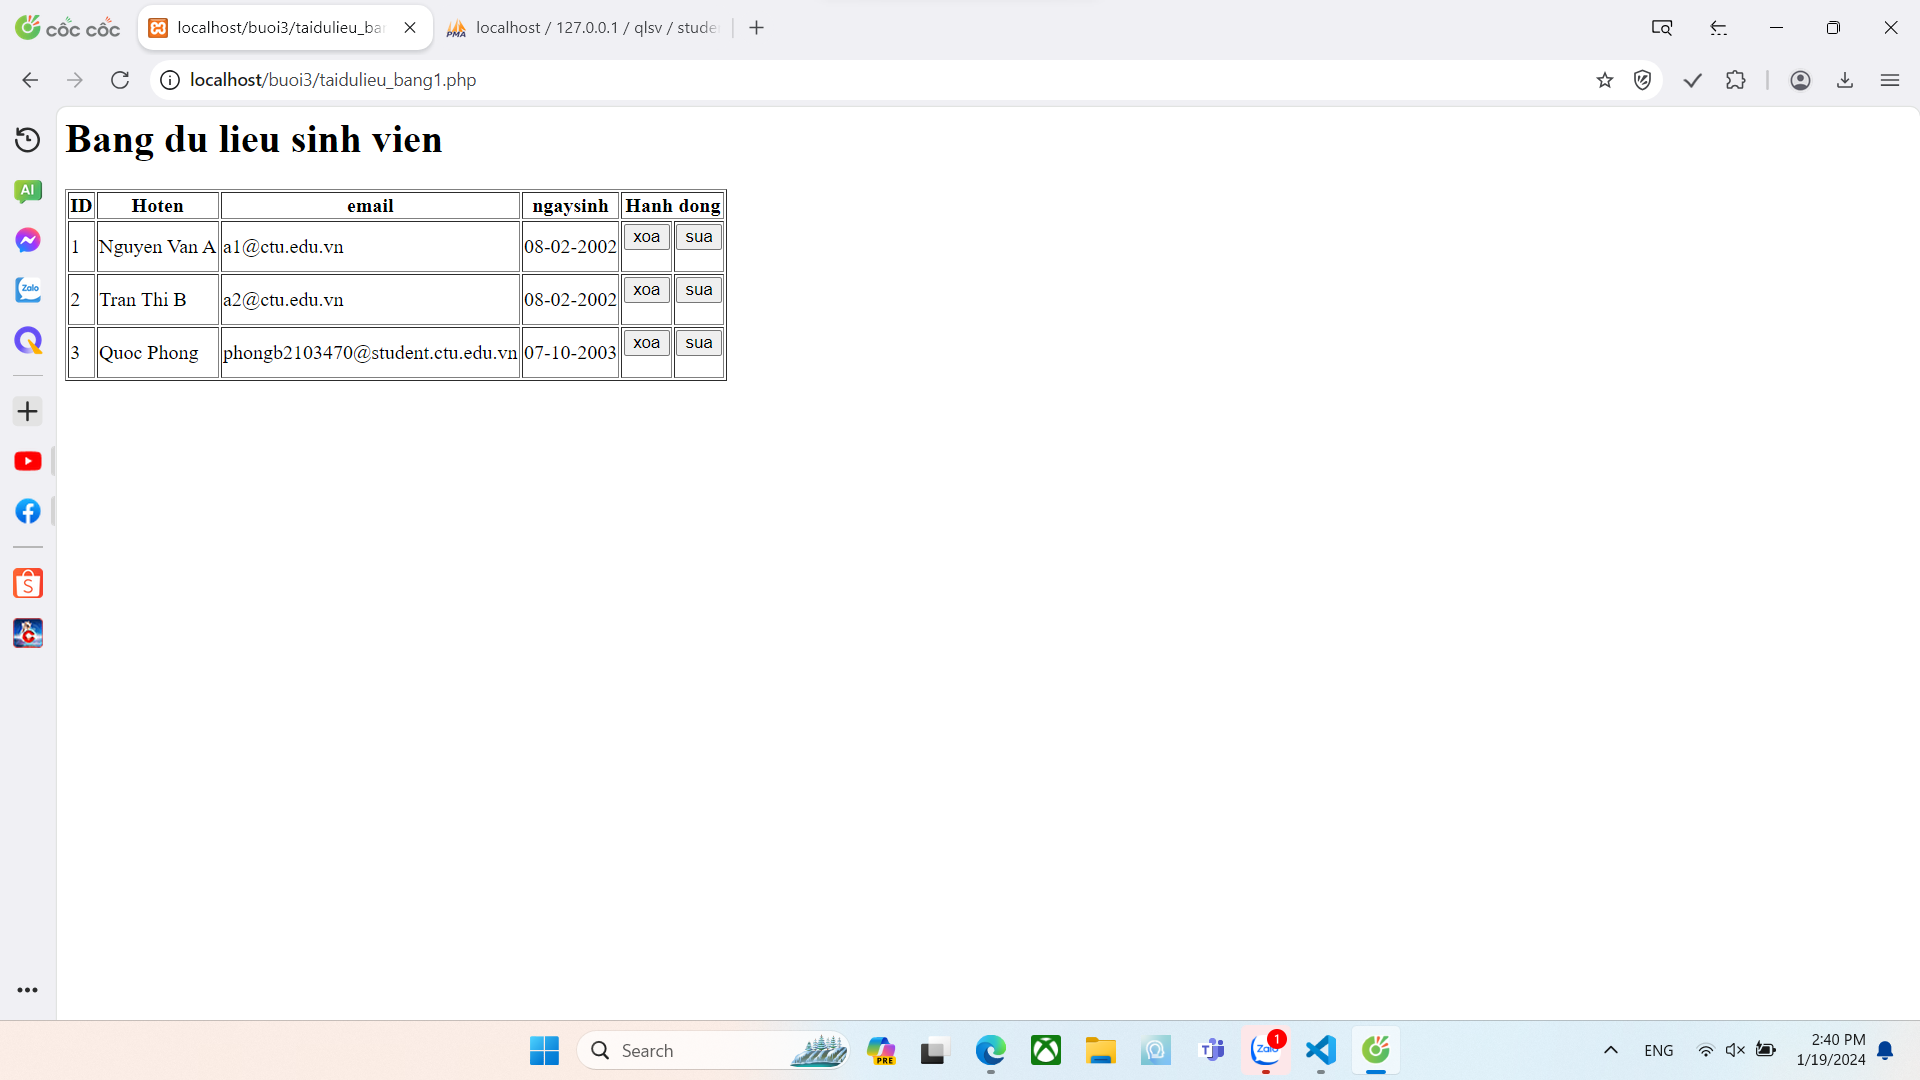 cốc cốc
localhost/buoi3/taidulieu_ba
localhost / 127.0.0.1 / qlsv / stude
localhost/buoi3/taidulieu_bang1.php
Bang du lieu sinh vien
ID Hoten email ngaysinh Hanh dong
1 Nguyen Van A a1@ctu.edu.vn 08-02-2002 xoa sua
2 Tran Thi B a2@ctu.edu.vn 08-02-2002 xoa sua
3 Quoc Phong phongb2103470@student.ctu.edu.vn 07-10-2003 xoa sua
AI
Zalo
Search
PRE
Zalo
1
ENG
2:40 PM
1/19/2024